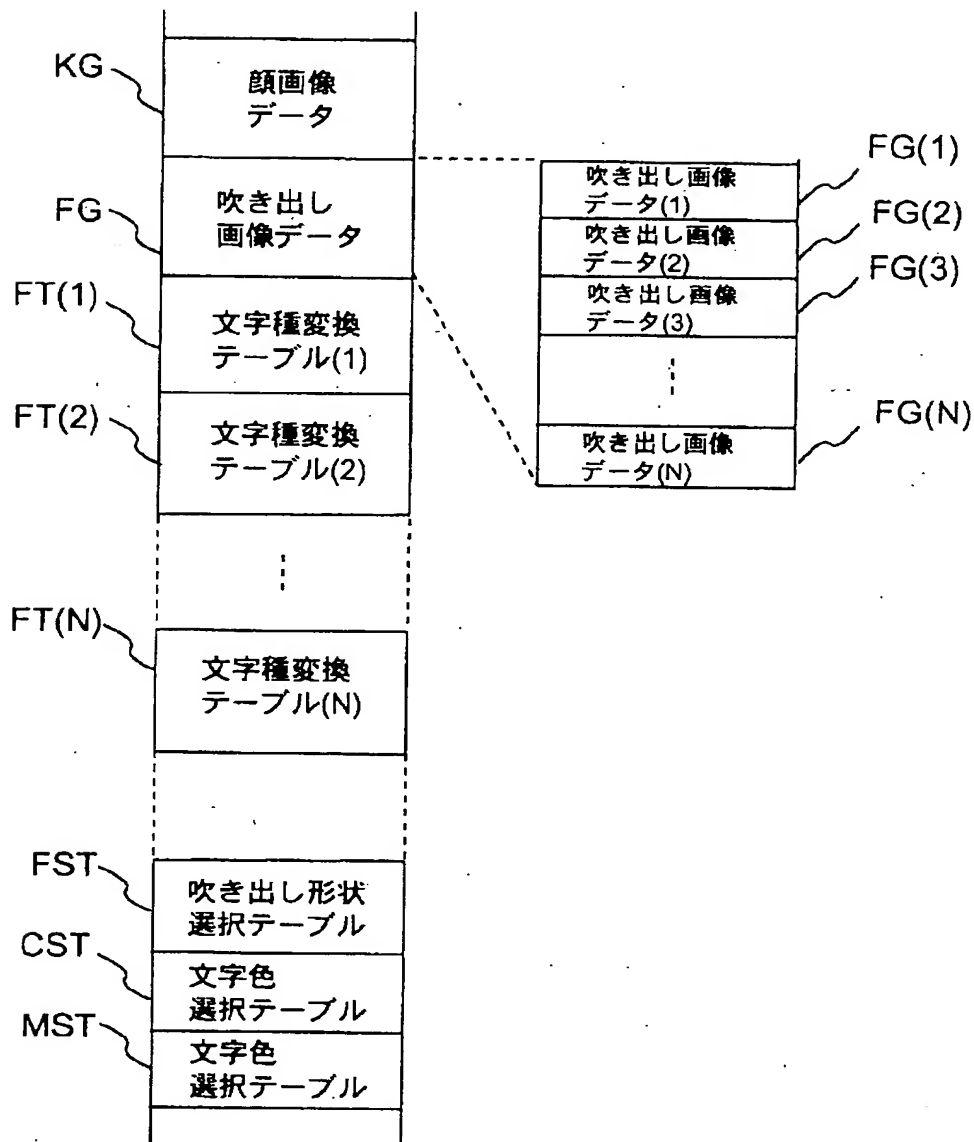 KG
顔画像
データ
FG
吹き出し
画像データ
FT(1)
文字種変換
テーブル(1)
FT(2)
文字種変換
テーブル(2)
FT(N)
文字種変換
テーブル(N)
FST
吹き出し形状
選択テーブル
CST
文字色
選択テーブル
MST
文字色
選択テーブル
吹き出し画像
データ(1)
FG(1)
吹き出し画像
データ(2)
FG(2)
吹き出し画像
データ(3)
FG(3)
吹き出し画像
データ(N)
FG(N)